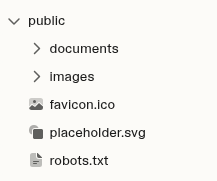 public
documents
images
favicon.ico
placeholder.svg
robots.txt